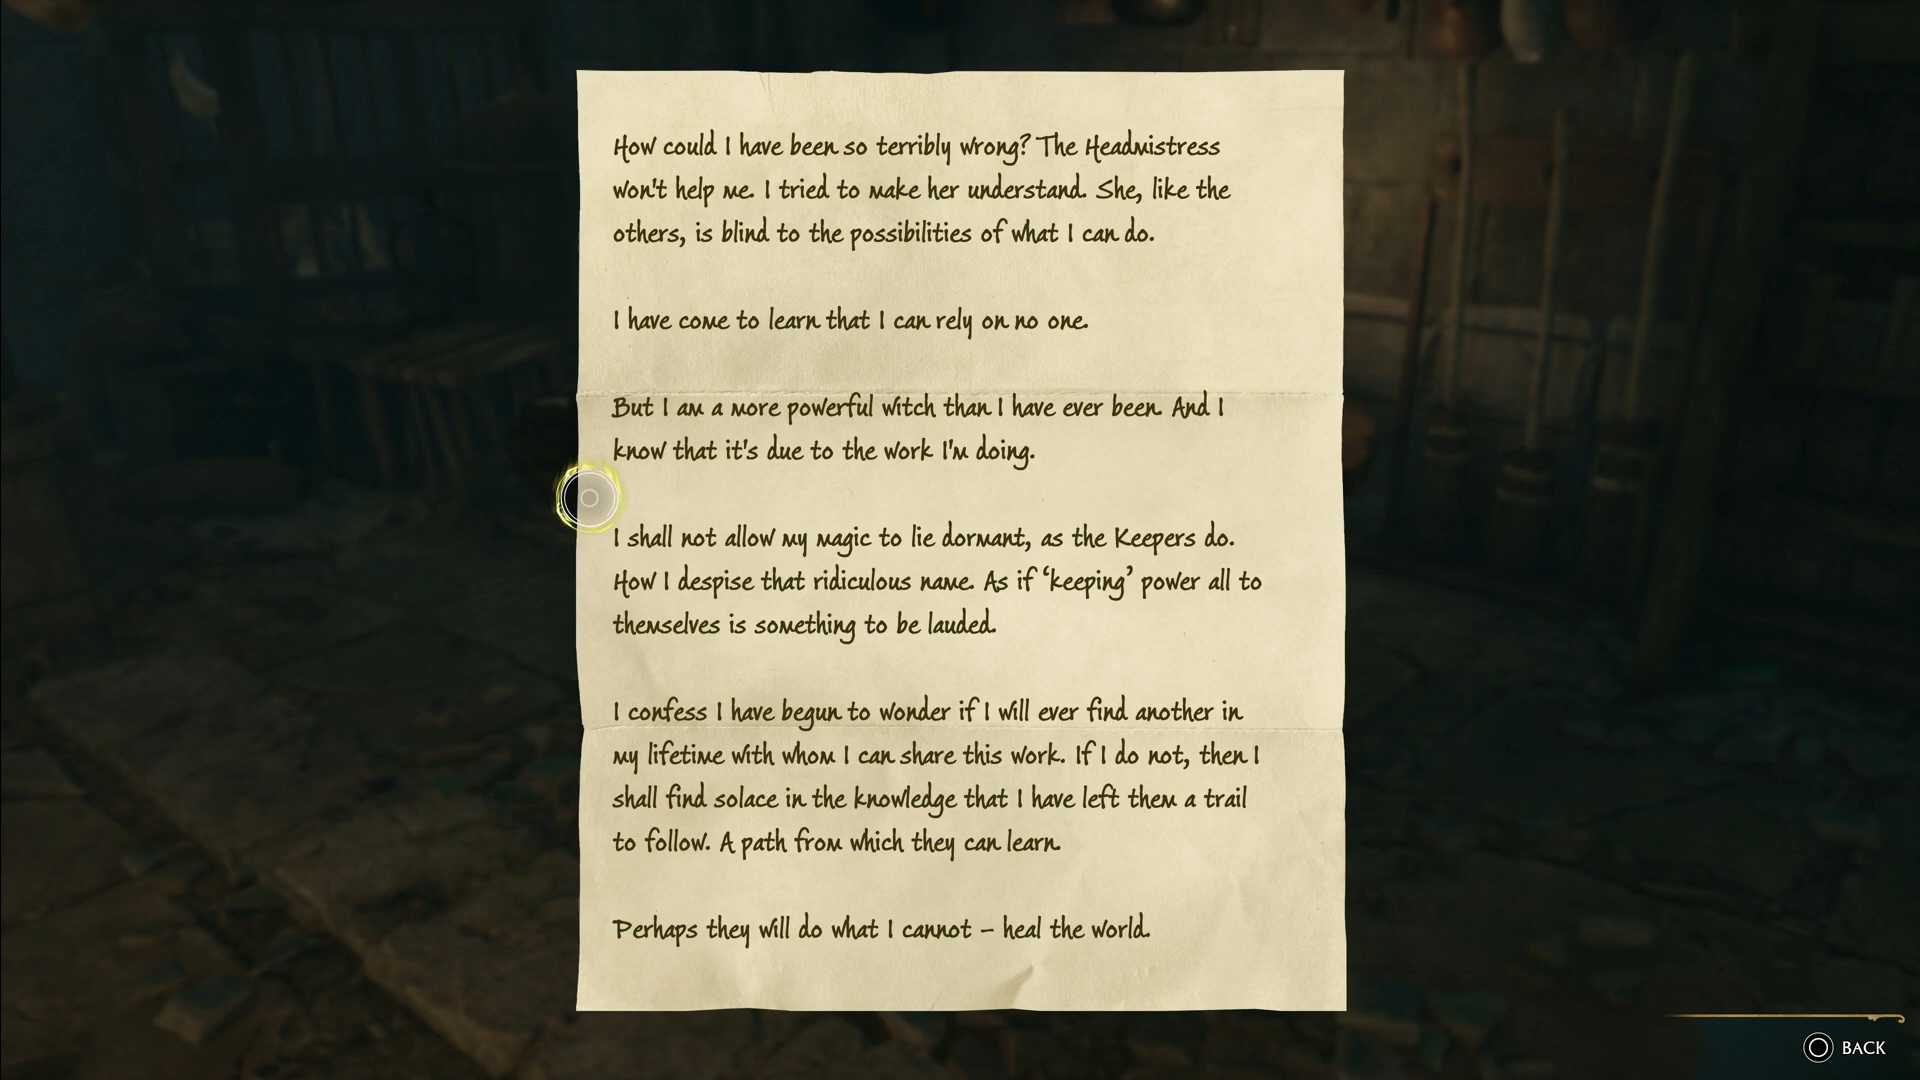 How could I have been so terribly wrong? The Headmistress
won't help me. I tried to make her understand. She, like the
others, is blind to the possibilities of what I can do.
I have come to learn that I can rely on no one.
But I am a more powerful witch than I have ever been. And I
know that it's due to the work I'm doing.
I shall not allow my magic to lie dormant, as the Keepers do.
How I despise that ridiculous name. As if ‘keeping’ power all to
themselves is something to be lauded.
I confess I have begun to wonder if I will ever find another in
my lifetime with whom I can share this work. If I do not, then I
shall find solace in the knowledge that I have left them a trail
to follow. A path from which they can learn.
Perhaps they will do what I cannot – heal the world.
BACK